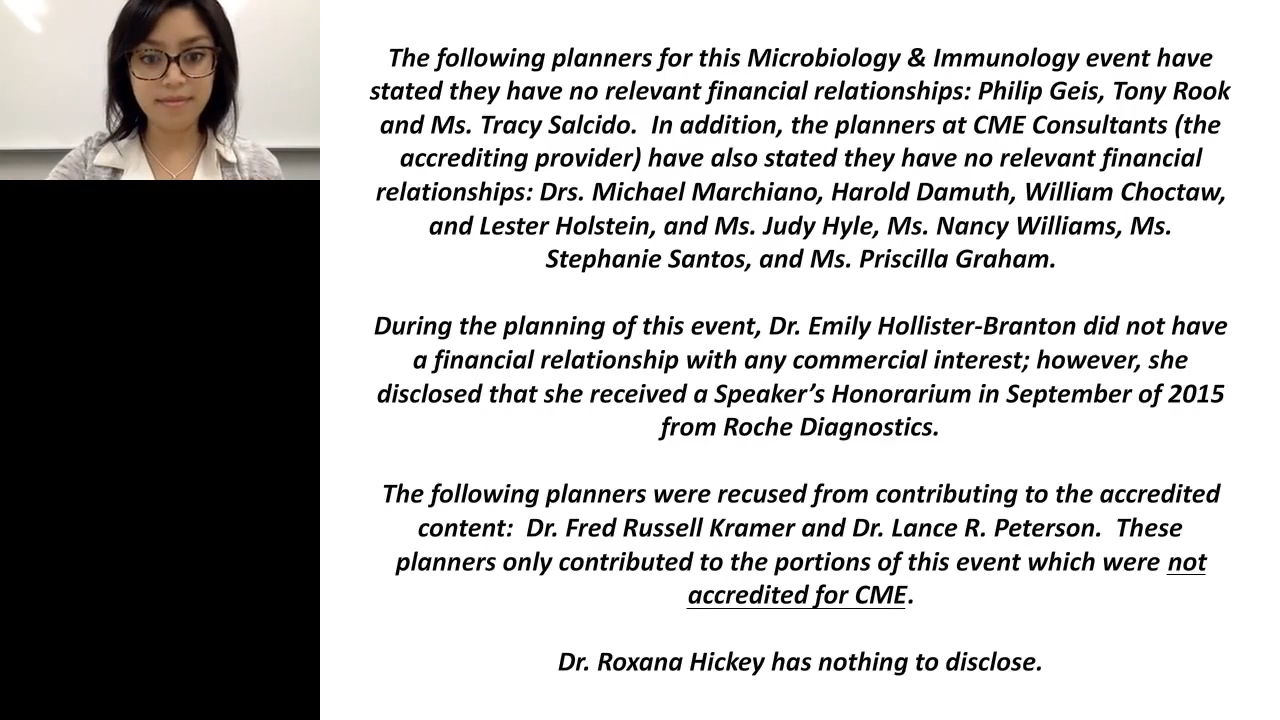 The following planners for this Microbiology & Immunology event have
stated they have no relevant financial relationships: Philip Geis, Tony Rook
and Ms. Tracy Salcido.  In addition, the planners at CME Consultants (the
accrediting provider) have also stated they have no relevant financial
relationships: Drs. Michael Marchiano, Harold Damuth, William Choctaw,
and Lester Holstein, and Ms. Judy Hyle, Ms. Nancy Williams, Ms.
Stephanie Santos, and Ms. Priscilla Graham.
During the planning of this event, Dr. Emily Hollister-Branton did not have
a financial relationship with any commercial interest; however, she
disclosed that she received a Speaker’s Honorarium in September of 2015
from Roche Diagnostics.
The following planners were recused from contributing to the accredited
content:  Dr. Fred Russell Kramer and Dr. Lance R. Peterson.  These
planners only contributed to the portions of this event which were not
accredited for CME.
Dr. Roxana Hickey has nothing to disclose.